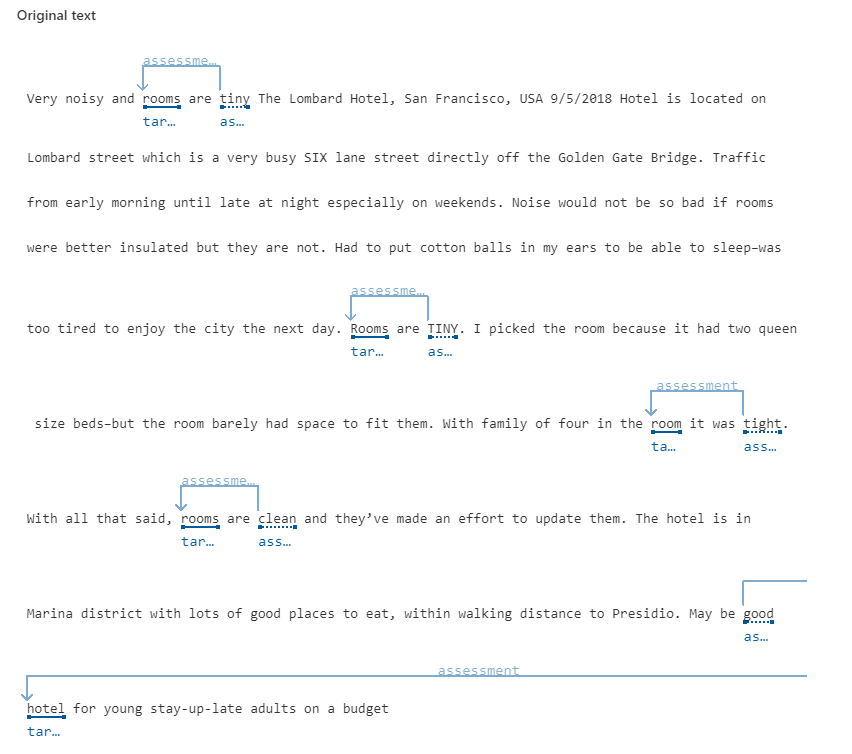 Original text
assessme…
Very noisy and rooms are tiny The Lombard Hotel, San Francisco, USA 9/5/2018 Hotel is located on
tar… as…
Lombard street which is a very busy SIX lane street directly off the Golden Gate Bridge. Traffic
from early morning until late at night especially on weekends. Noise would not be so bad if rooms
were better insulated but they are not. Had to put cotton balls in my ears to be able to sleep–was
assessme…
too tired to enjoy the city the next day. Rooms are TINY. I picked the room because it had two queen
tar… as…
assessment
size beds–but the room barely had space to fit them. With family of four in the room it was tight.
ta… ass…
assessme…
With all that said, rooms are clean and they’ve made an effort to update them. The hotel is in
tar… ass…
Marina district with lots of good places to eat, within walking distance to Presidio. May be good
as…
assessment
hotel for young stay-up-late adults on a budget
tar…